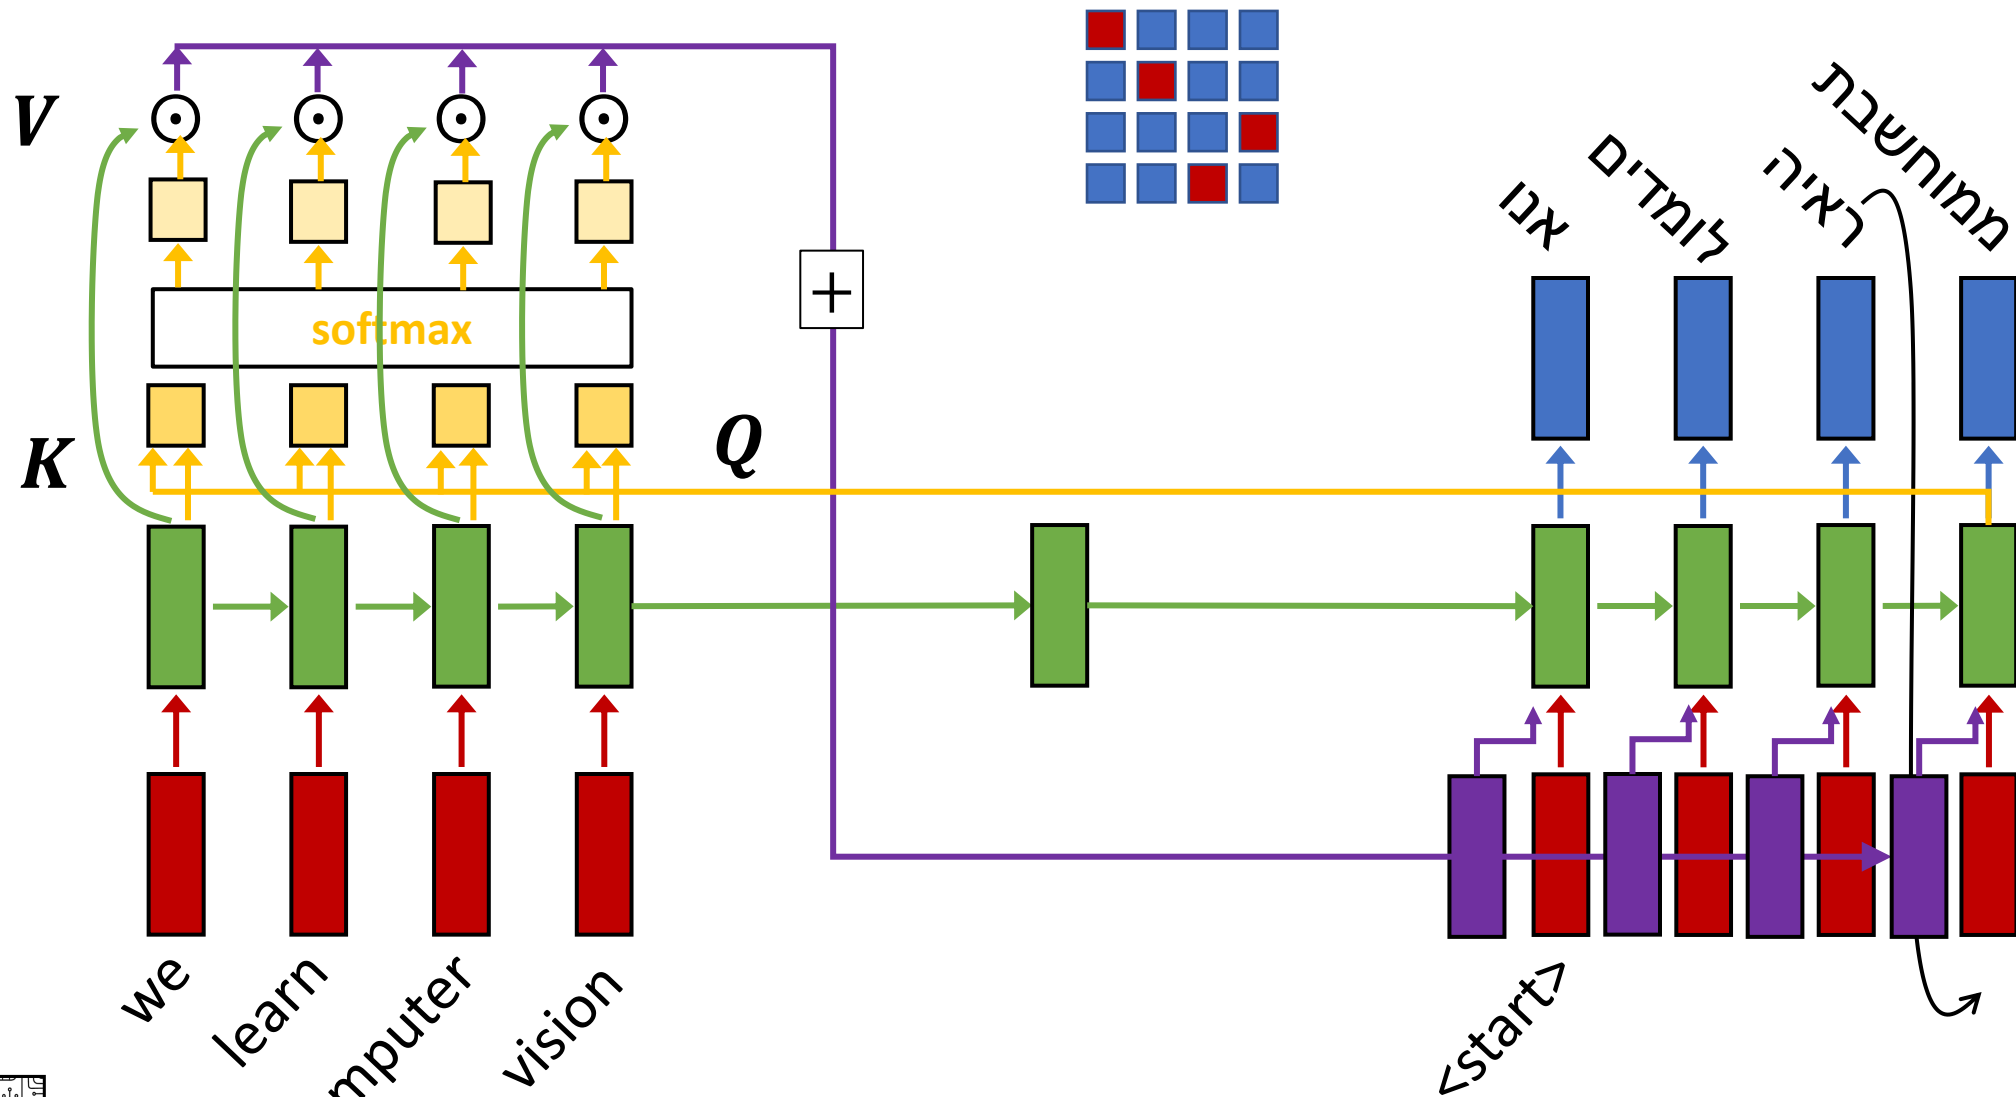 V
softmax
K
Q
+
we
learn
mputer
vision
אנו
לומדים
ראיה
ממוחשבת
<start>